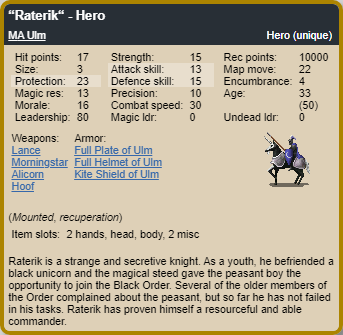 “Raterik“ - Hero
MA Ulm Hero (unique)
Hit points: 17 Strength: 15 Rec points: 10000
Size: 3 Attack skill: 13 Map move: 22
Protection: 23 Defence skill: 15 Encumbrance: 4
Magic res: 13 Precision: 10 Age: 33
Morale: 16 Combat speed: 30 (50)
Leadership: 80 Magic ldr: 0 Undead ldr: 0
Weapons: Armor:
Lance Full Plate of Ulm
Morningstar Full Helmet of Ulm
Alicorn Kite Shield of Ulm
Hoof
(Mounted, recuperation)
Item slots: 2 hands, head, body, 2 misc
Raterik is a strange and secretive knight. As a youth, he befriended a
black unicorn and the magical steed gave the peasant boy the
opportunity to join the Black Order. Several of the older members of
the Order complained about the peasant, but so far he has not failed
in his tasks. Raterik has proven himself a resourceful and able
commander.